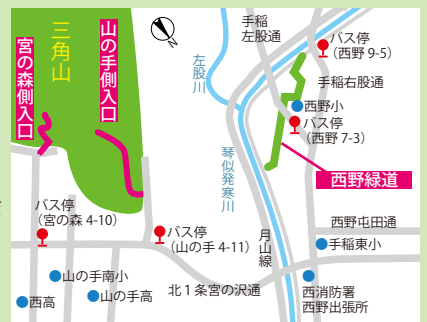 三角山
宮の森側入口
山の手側入口
左股川
手稲
左股通
バス停
(西野 9-5)
手稲右股通
西野小
バス停
(西野 7-3)
琴似発寒川
西野緑道
バス停
(宮の森 4-10)
バス停
(山の手 4-11)
月山線
西野屯田通
手稲東小
山の手南小
西高
山の手高
北1条宮の沢通
西消防署
西野出張所